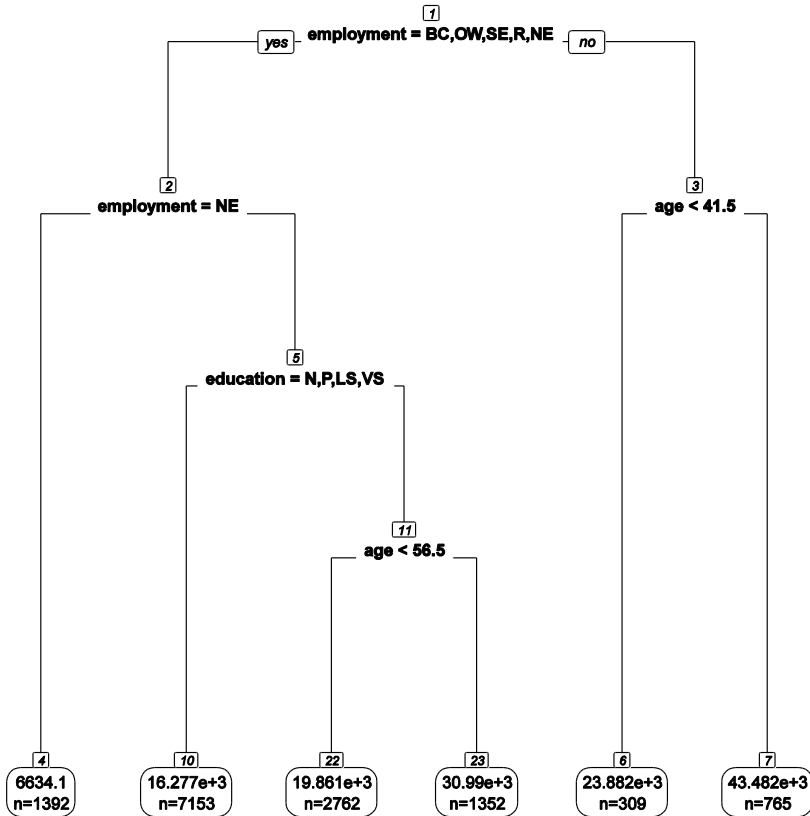 1
yes
employment = BC,OW,SE,R,NE
no
2
employment = NE
3
age < 41.5
5
education = N,P,LS,VS
11
age < 56.5
4
6634.1
n=1392
10
16.277e+3
n=7153
22
19.861e+3
n=2762
23
30.99e+3
n=1352
6
23.882e+3
n=309
7
43.482e+3
n=765